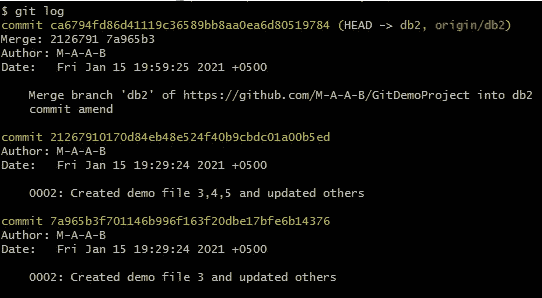 $ git log
commit ca6794fd86d41119c36589bb8aa0ea6d80519784 (HEAD -> db2, origin/db2)
Merge: 2126791 7a965b3
Author: M-A-A-B
Date:   Fri Jan 15 19:59:25 2021 +0500
Merge branch 'db2' of https://github.com/M-A-A-B/GitDemoProject into db2
commit amend
commit 21267910170d84eb48e524f40b9cbdc01a00b5ed
Author: M-A-A-B
Date:   Fri Jan 15 19:29:24 2021 +0500
0002: Created demo file 3,4,5 and updated others
commit 7a965b3f701146b996f163f20dbe17bfe6b14376
Author: M-A-A-B
Date:   Fri Jan 15 19:29:24 2021 +0500
0002: Created demo file 3 and updated others